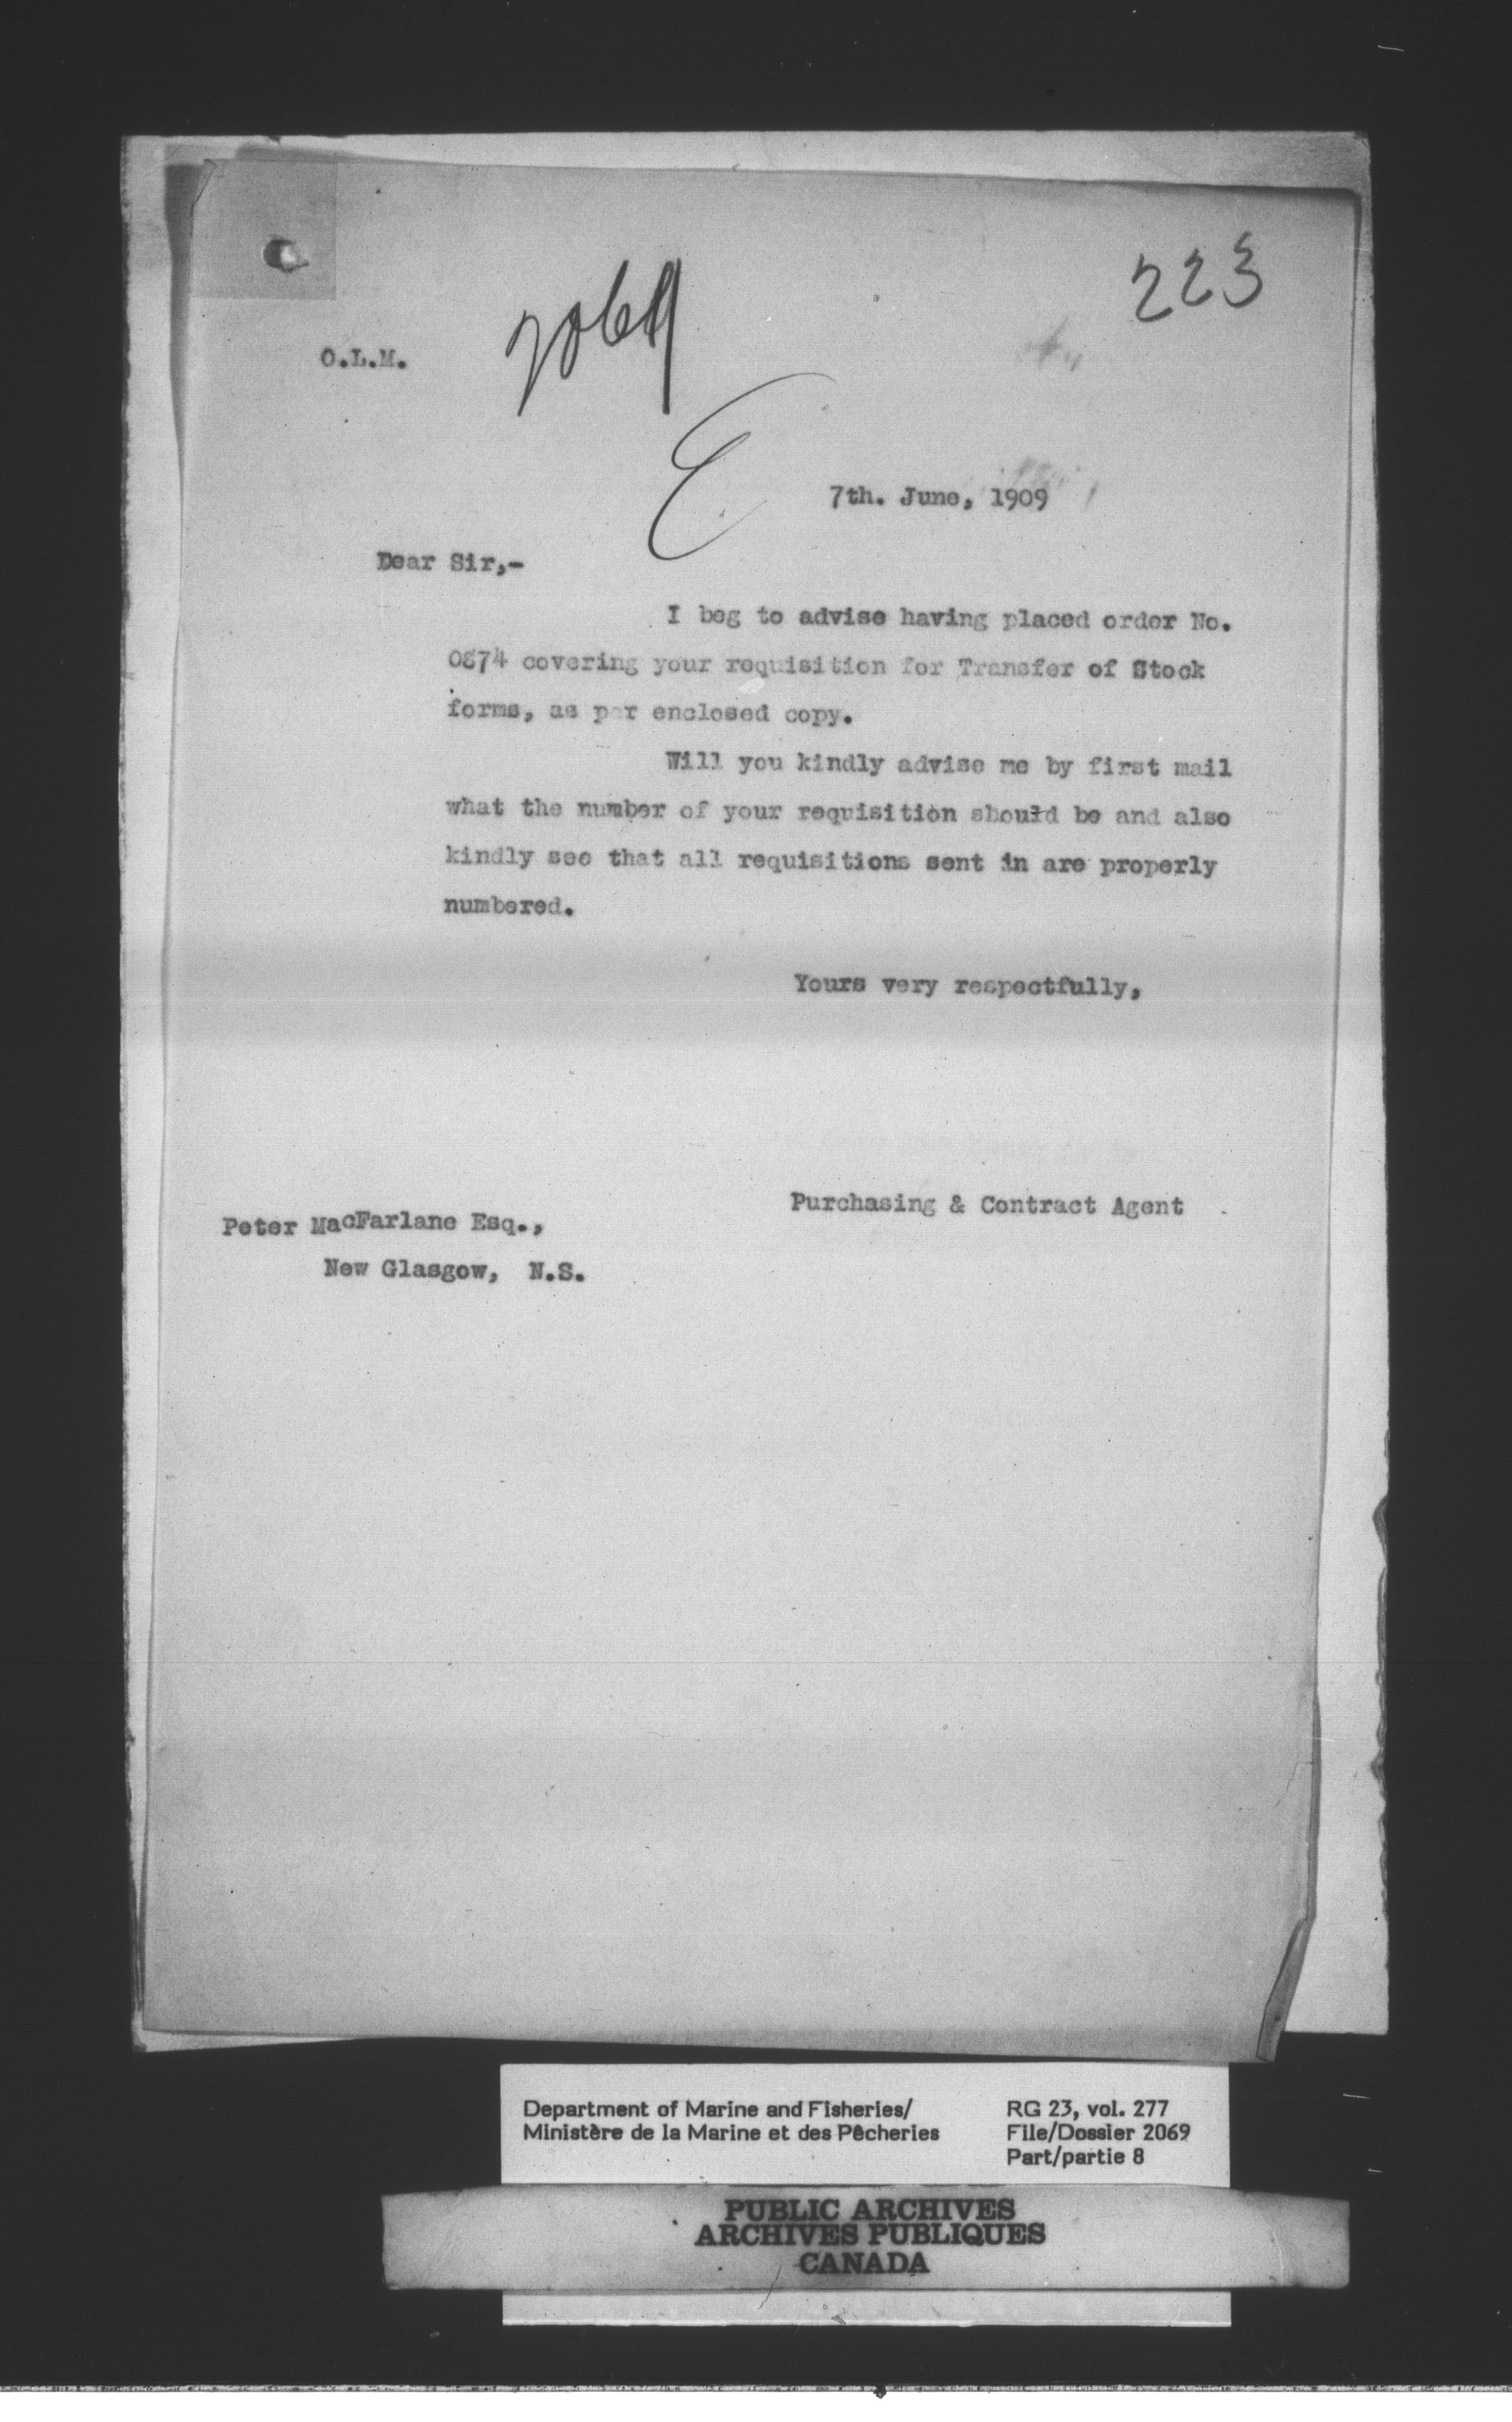 223
2069
O.L.M.
E
7th. June, 1909
Dear Sir,-
I beg to advise having placed order No.
0874 covering your requisition for Transfer of Stock
forms, as per enclosed copy.
Will you kindly advise me by first mail
what the number of your requisition should be and also
kindly see that all requisitions sent in are properly
numbered.
Yours very respectfully,
Purchasing & Contract Agent
Peter MacFarlane Esq.,
New Glasgow, N.S.
Department of Marine and Fisheries/
Ministère de la Marine et des Pêcheries
RG 23, vol. 277
File/Dossier 2069
Part/partie 8
PUBLIC ARCHIVES
ARCHIVES PUBLIQUES
CANADA